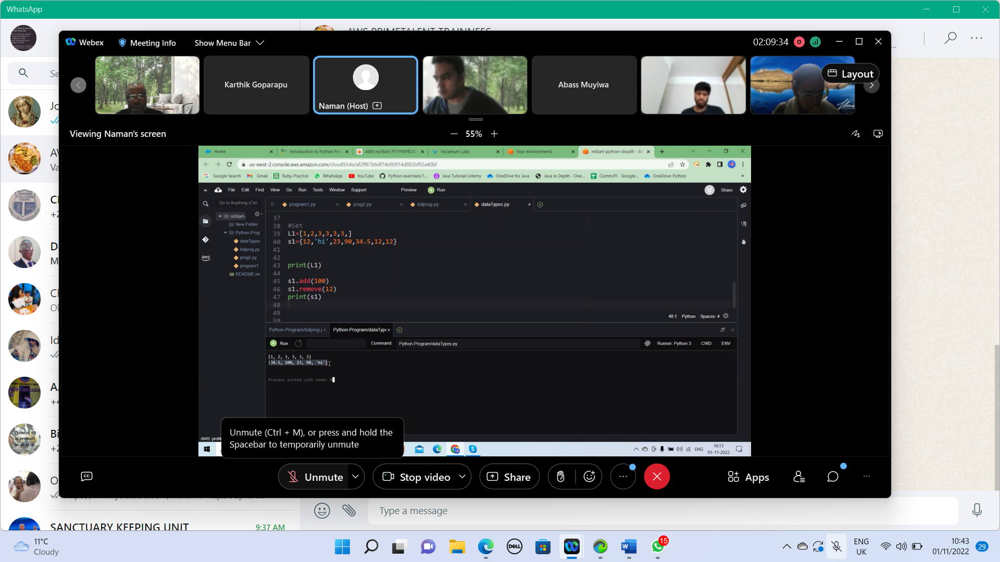 WhatsApp
AWS PRIMETALENT TRAINNEES
Webex
Meeting Info
Show Menu Bar
02:09:34
Karthik Goparapu
Naman (Host)
Abass Muyiwa
Layout
Viewing Naman's screen
55%
Home
Introduction to Python Pro
AWS re/Start: PYTHNPROG
Vocareum Labs
Your environments
reStart-python-cloud9 - AV
us-west-2.console.aws.amazon.com/cloud9/ide/af2ff87b6df74e90914d883bf92a40bf
Google Search
Gmail
Ruby-Practice
WhatsApp
YouTube
Python-exercises/1...
Java Tutorial-Udemy
OneDrive for Java
Java in Depth - One...
Comm/PI - Google...
OneDrive-Python
File Edit Find View Go Run Tools Window Support
Preview
Run
V
Share
Go to Anything (Ctrl-
program1.py
prog2.py
listprog.py
dataTypes.py
reStart-
New Folder
Python-Prog
dataTypes
listprog.py
prog2.py
program1.
README.m
aws
37
38 #Set
39 L1=[1,2,3,3,3,3,]
40 s1={12,'hi',23,90,34.5,12,12}
41
42
43 print(L1)
44
45 s1.add(100)
46 s1.remove(12)
47 print(s1)
48
49
50
48:1 Python Spaces: 4
Python-Program/listprog.p
Python-Program/dataType
Run
Command:
Python-Program/dataTypes.py
Runner: Python 3
CWD
ENV
[1, 2, 3, 3, 3, 3]
{34.5, 100, 23, 90, 'hi'}
Process exited with code: 0
AWS: profil
Unmute (Ctrl + M), or press and hold the
Spacebar to temporarily unmute
ENG
16:13
01-11-2022
Unmute
Stop video
Share
Apps
Se
Jo
AV
Va
Cl
+2
D
M
Cl
Ol
Id
A
+4
Bi
+2
O
SANCTUARY KEEPING UNIT
9:37 AM
Type a message
11°C
Cloudy
DELL
15
ENG
UK
10:43
01/11/2022
29